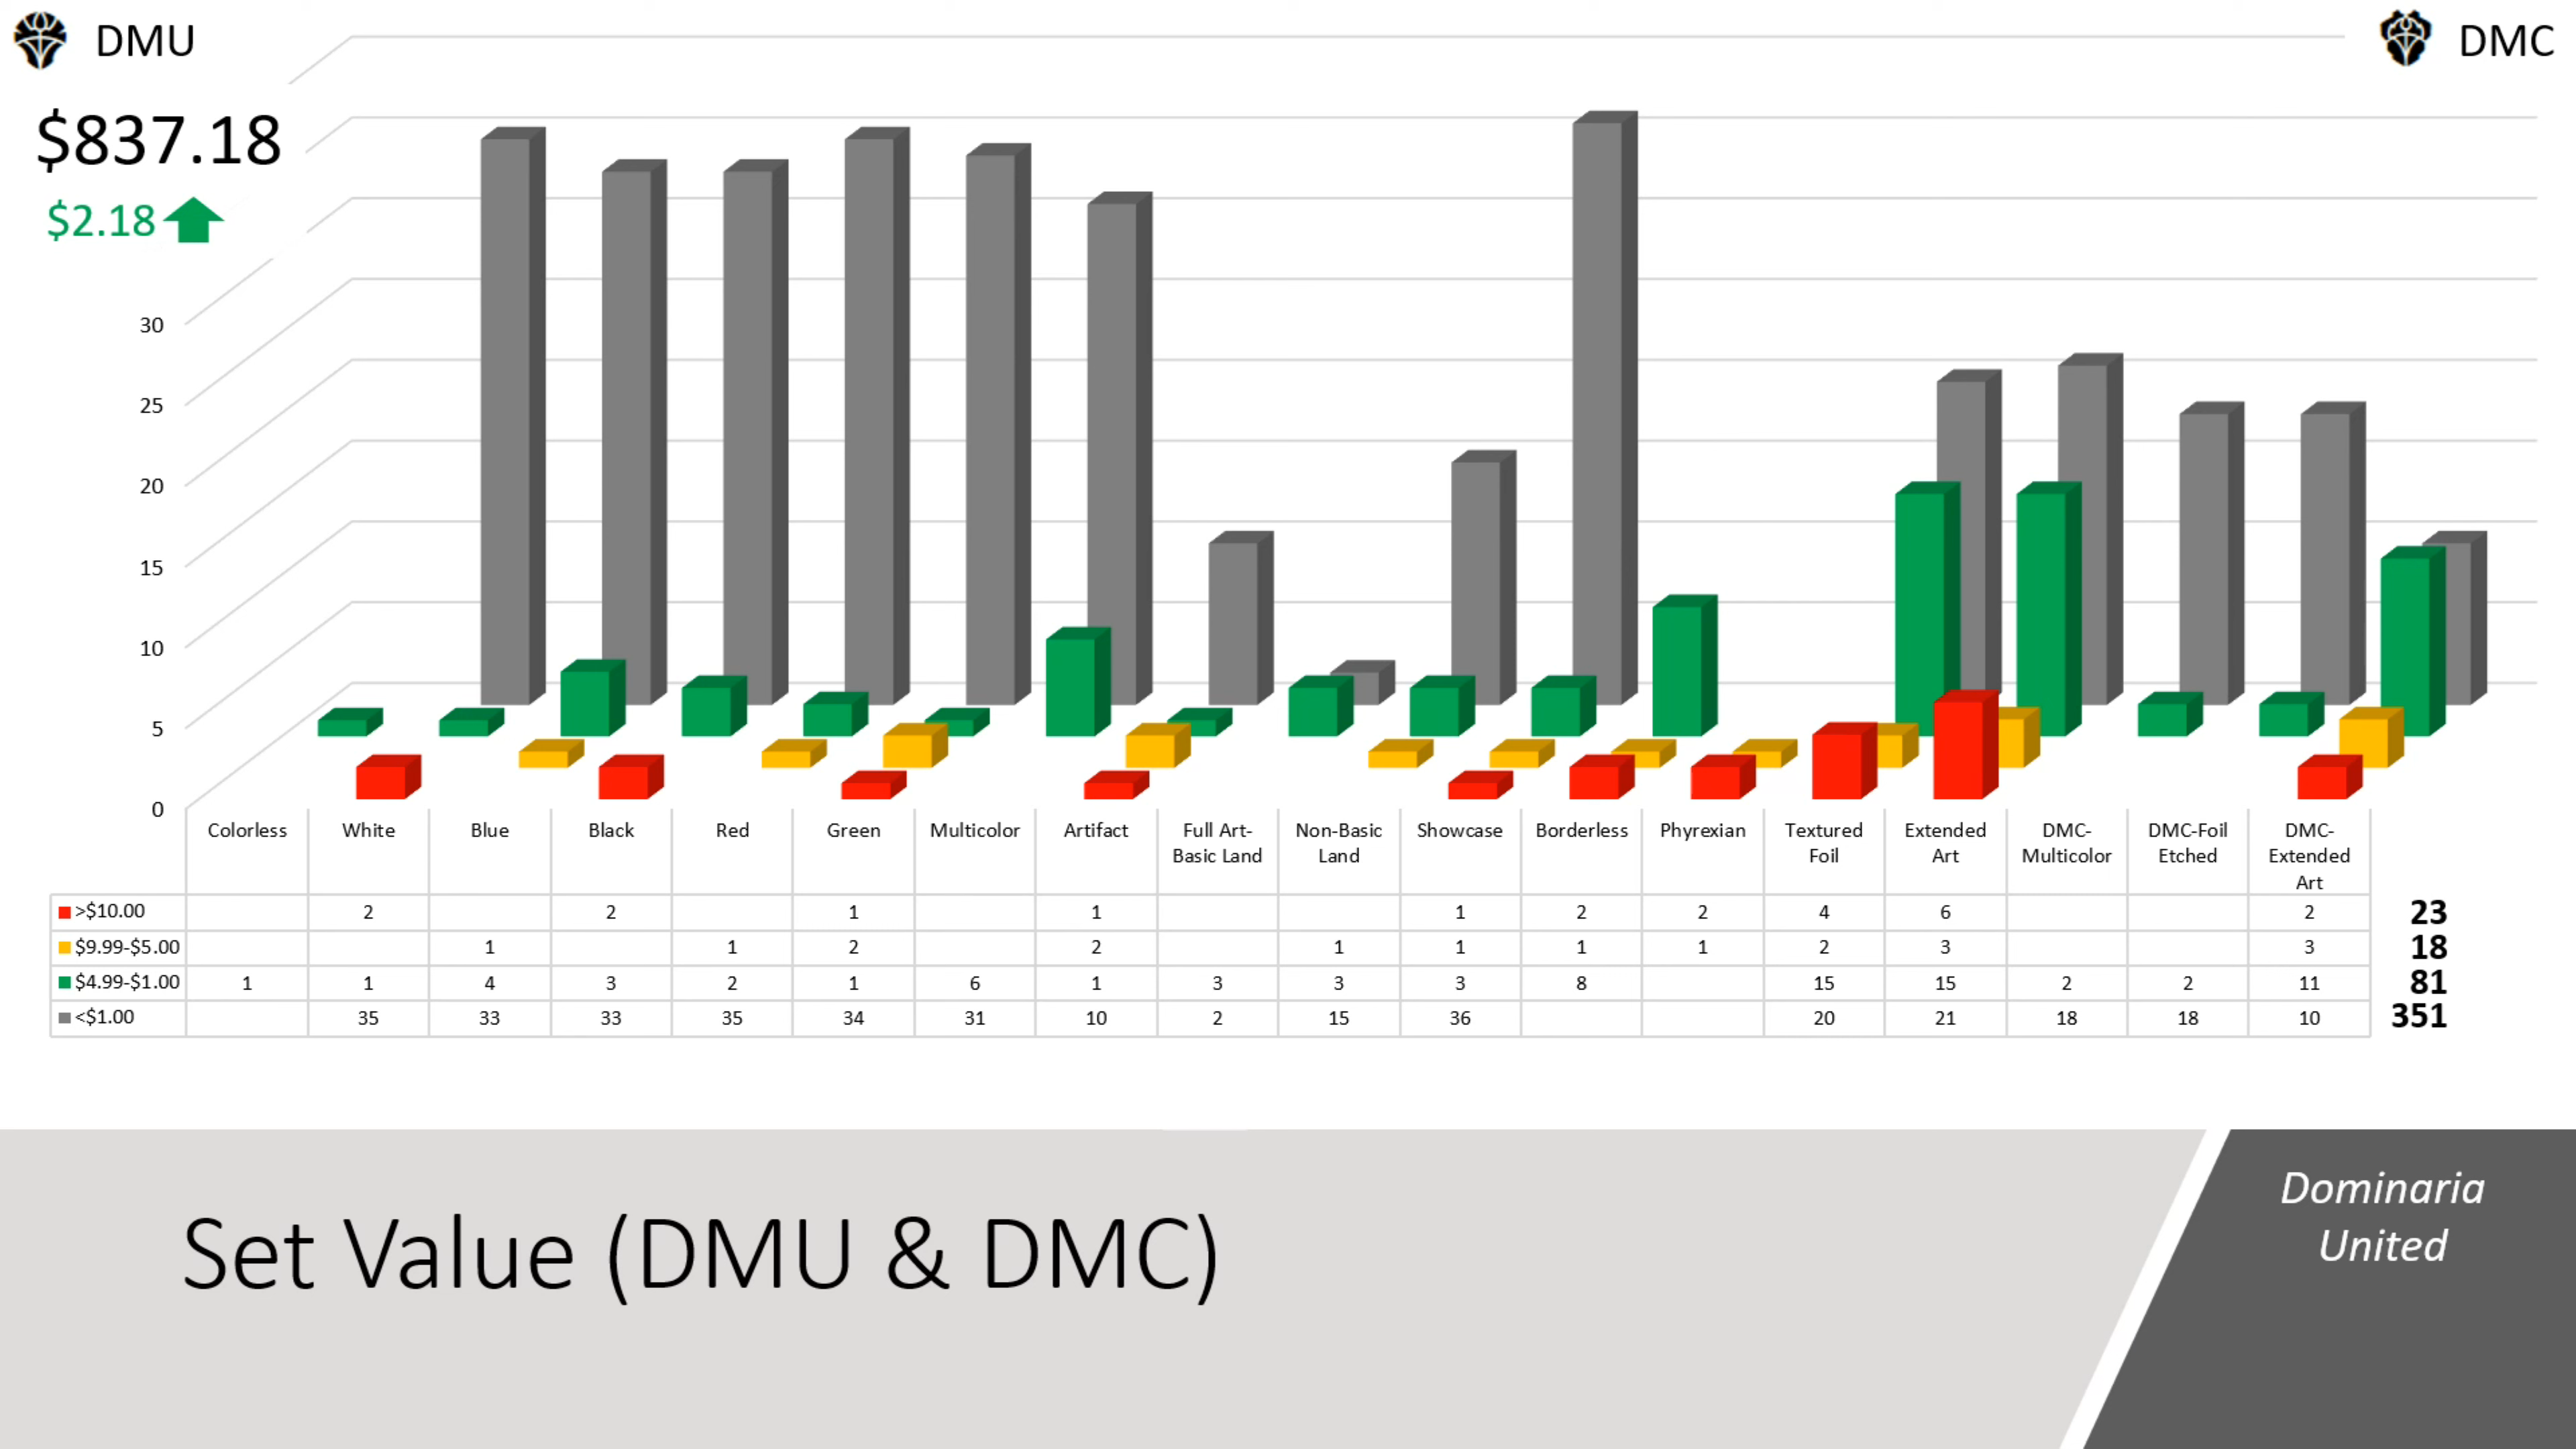 DMU
DMC
$837.18
$2.18
30
25
20
15
10
5
0
Colorless White Blue Black Red Green Multicolor Artifact Full Art- Non-Basic Showcase Borderless Phyrexian Textured Extended DMC- DMC-Foil DMC-
Basic Land Land Foil Art Multicolor Etched Extended
Art
>$10.00 2 2 1 1 1 2 2 4 6 2 23
$9.99-$5.00 1 1 2 2 1 1 1 1 2 3 3 18
$4.99-$1.00 1 1 4 3 2 1 6 1 3 3 3 8 15 15 2 2 11 81
<$1.00 35 33 33 35 34 31 10 2 15 36 20 21 18 18 10 351
Set Value (DMU & DMC)
Dominaria
United